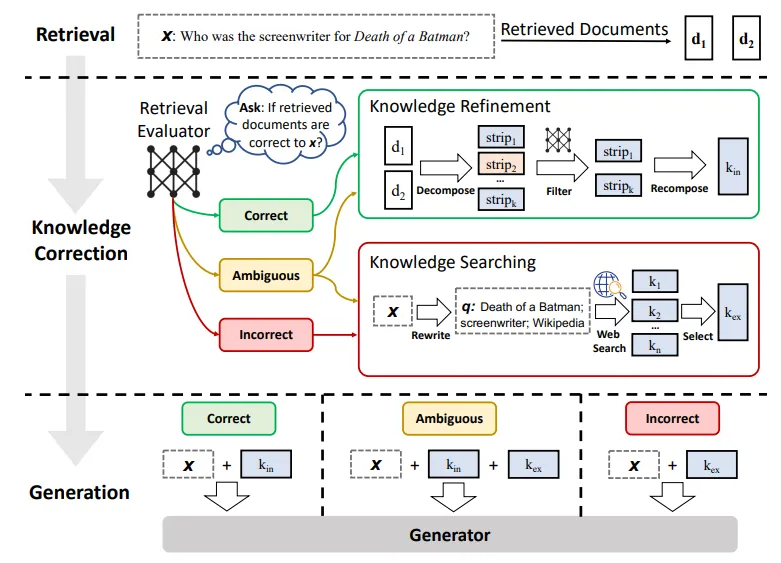 Retrieval
x: Who was the screenwriter for Death of a Batman?
Retrieved Documents
d1
d2
Retrieval
Evaluator
Ask: If retrieved
documents are
correct to x?
Knowledge
Correction
Correct
Ambiguous
Incorrect
Knowledge Refinement
d1
d2
Decompose
strip1
strip2
...
stripk
Filter
strip1
stripk
Recompose
kin
Knowledge Searching
x
Rewrite
q: Death of a Batman;
screenwriter; Wikipedia
Web
Search
k1
k2
...
kn
Select
kex
Generation
Correct
x + kin
Ambiguous
x + kin + kex
Incorrect
x + kex
Generator